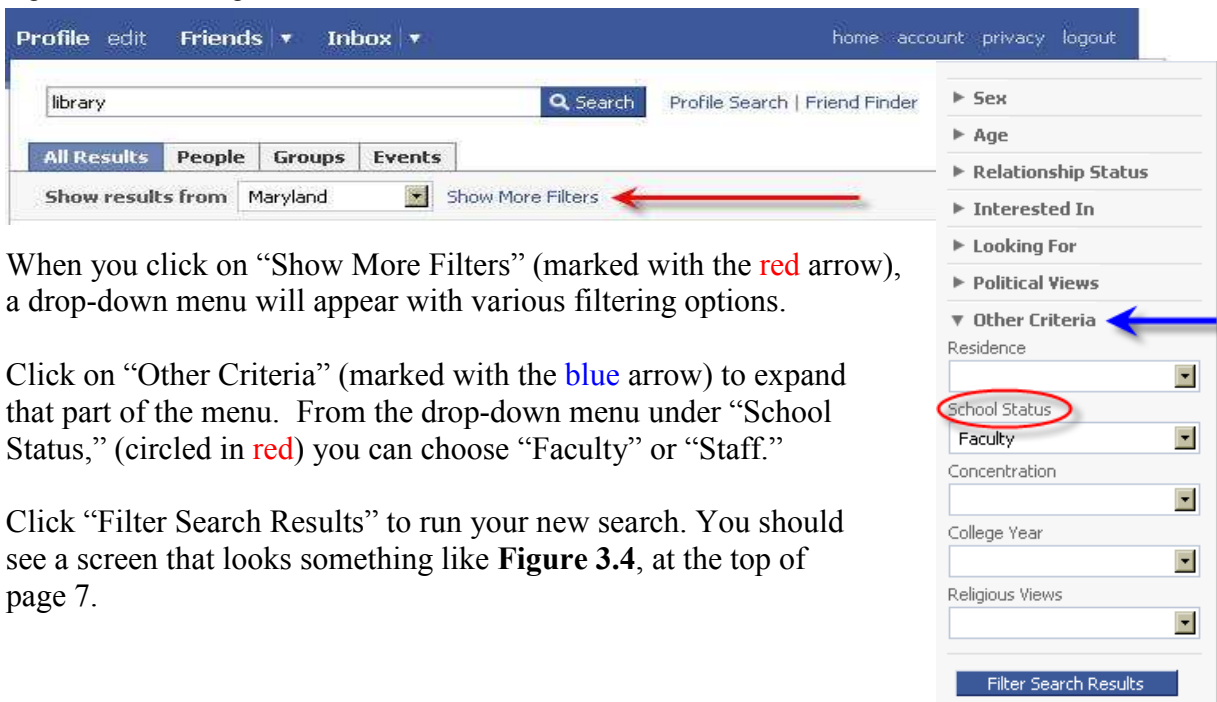 Profile edit Friends Inbox home account privacy logout
library Search Profile Search | Friend Finder
All Results People Groups Events
Show results from Maryland Show More Filters
When you click on “Show More Filters” (marked with the red arrow),
a drop-down menu will appear with various filtering options.
Click on “Other Criteria” (marked with the blue arrow) to expand
that part of the menu. From the drop-down menu under “School
Status,” (circled in red) you can choose “Faculty” or “Staff.”
Click “Filter Search Results” to run your new search. You should
see a screen that looks something like Figure 3.4, at the top of
page 7.
Sex
Age
Relationship Status
Interested In
Looking For
Political Views
Other Criteria
Residence
School Status
Faculty
Concentration
College Year
Religious Views
Filter Search Results